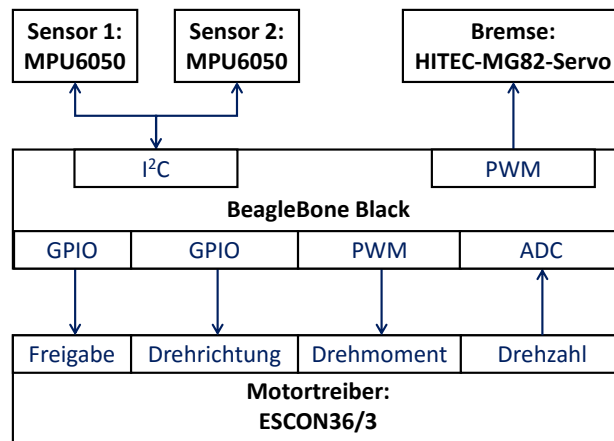 Sensor 1:
MPU6050
Sensor 2:
MPU6050
Bremse:
HITEC-MG82-Servo
I²C
PWM
BeagleBone Black
GPIO
GPIO
PWM
ADC
Freigabe
Drehrichtung
Drehmoment
Drehzahl
Motortreiber:
ESCON36/3